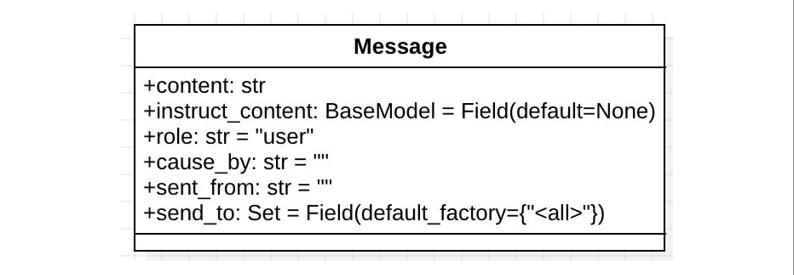 Message
+content: str
+instruct_content: BaseModel = Field(default=None)
+role: str = "user"
+cause_by: str = ""
+sent_from: str = ""
+send_to: Set = Field(default_factory={"<all>"})